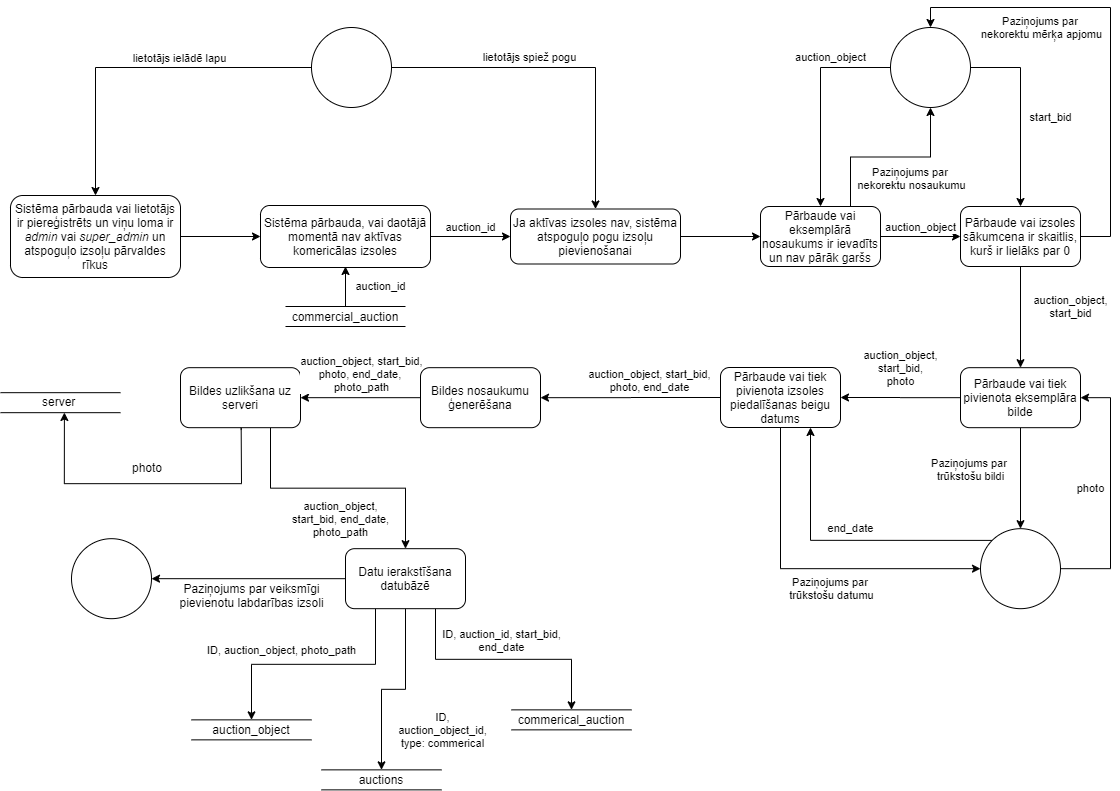 Paziņojums par
nekorektu mērķa apjomu
lietotājs ielādē lapu
lietotājs spiež pogu
auction_object
start_bid
Paziņojums par
nekorektu nosaukumu
Sistēma pārbauda vai lietotājs
ir piereģistrēts un viņu loma ir
admin vai super_admin un
atspoguļo izsoļu pārvaldes
rīkus
Sistēma pārbauda, vai daotājā
momentā nav aktīvas
komericālas izsoles
auction_id
Ja aktīvas izsoles nav, sistēma
atspoguļo pogu izsoļu
pievienošanai
Pārbaude vai
eksemplārā
nosaukums ir ievadīts
un nav pārāk garšs
auction_object
Pārbaude vai izsoles
sākumcena ir skaitlis,
kurš ir lielāks par 0
auction_id
commercial_auction
auction_object,
start_bid
server
Bildes uzlikšana uz
serveri
auction_object, start_bid,
photo, end_date,
photo_path
Bildes nosaukumu
ģenerēšana
auction_object, start_bid,
photo, end_date
Pārbaude vai tiek
pivienota izsoles
piedalīšanas beigu
datums
auction_object,
start_bid,
photo
Pārbaude vai tiek
pivienota eksemplāra
bilde
photo
Paziņojums par
trūkstošu bildi
photo
auction_object,
start_bid, end_date,
photo_path
end_date
Paziņojums par
trūkstošu datumu
Datu ierakstīšana
datubāzē
Paziņojums par veiksmīgi
pievienotu labdarības izsoli
ID, auction_object, photo_path
ID, auction_id, start_bid,
end_date
auction_object
ID,
auction_object_id,
type: commerical
commerical_auction
auctions